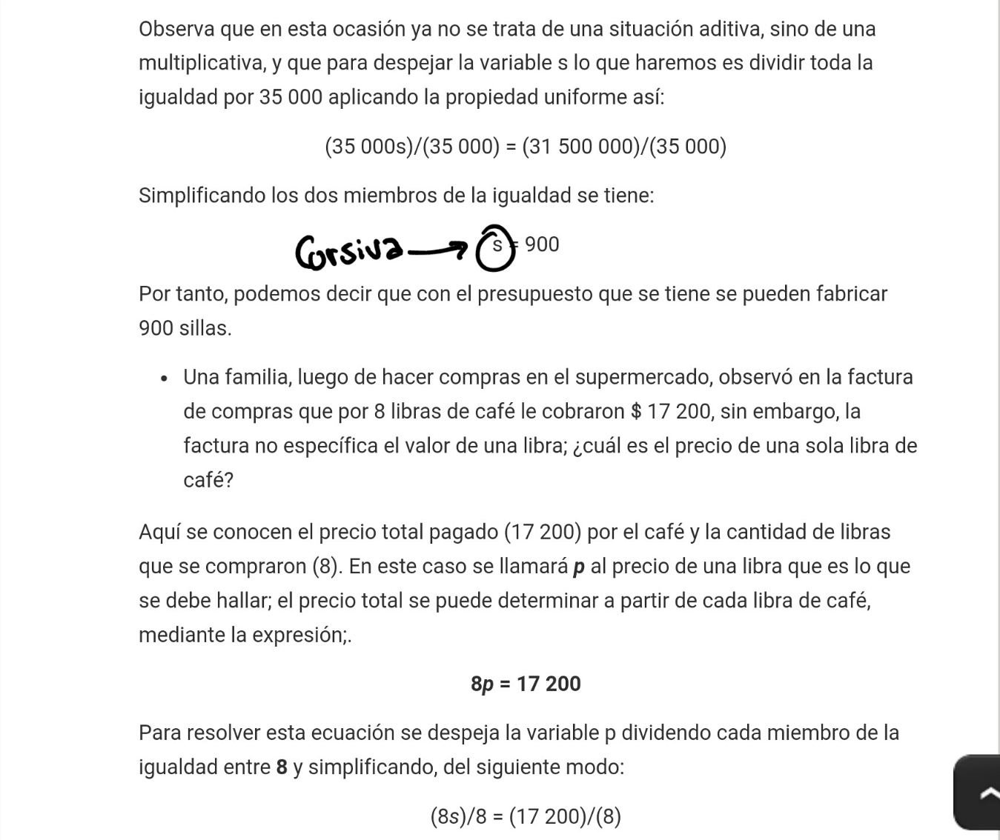 Observa que en esta ocasión ya no se trata de una situación aditiva, sino de una
multiplicativa, y que para despejar la variable s lo que haremos es dividir toda la
igualdad por 35 000 aplicando la propiedad uniforme así:
(35 000s)/(35 000) = (31 500 000)/(35 000)
Simplificando los dos miembros de la igualdad se tiene:
Cursiva → s = 900
Por tanto, podemos decir que con el presupuesto que se tiene se pueden fabricar
900 sillas.
• Una familia, luego de hacer compras en el supermercado, observó en la factura
de compras que por 8 libras de café le cobraron $ 17 200, sin embargo, la
factura no específica el valor de una libra; ¿cuál es el precio de una sola libra de
café?
Aquí se conocen el precio total pagado (17 200) por el café y la cantidad de libras
que se compraron (8). En este caso se llamará p al precio de una libra que es lo que
se debe hallar; el precio total se puede determinar a partir de cada libra de café,
mediante la expresión;.
8p = 17 200
Para resolver esta ecuación se despeja la variable p dividendo cada miembro de la
igualdad entre 8 y simplificando, del siguiente modo:
(8s)/8 = (17 200)/(8)